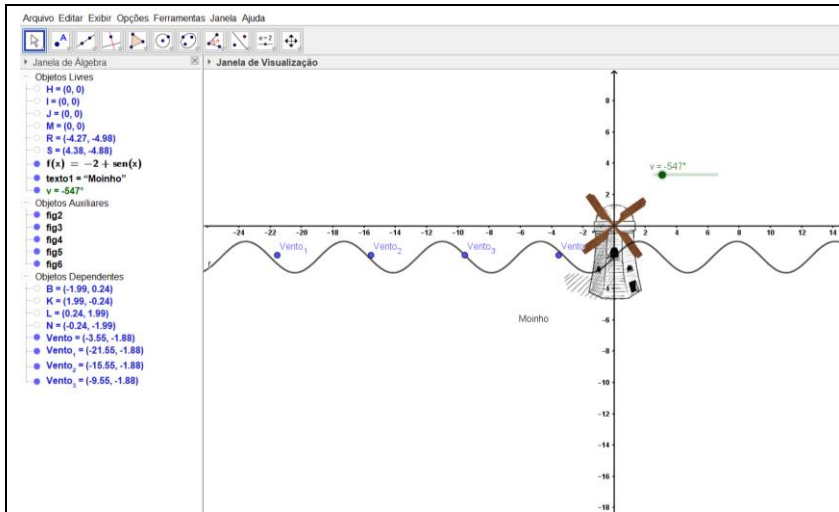 Arquivo Editar Exibir Opções Ferramentas Janela Ajuda
A
a=2
Janela de Álgebra
Janela de Visualização
Objetos Livres
H = (0, 0)
I = (0, 0)
J = (0, 0)
M = (0, 0)
R = (-4.27, -4.98)
S = (4.38, -4.88)
f(x) = -2 + sen(x)
texto1 = "Moinho"
v = -547°
Objetos Auxiliares
fig2
fig3
fig4
fig5
fig6
Objetos Dependentes
B = (-1.99, 0.24)
K = (1.99, -0.24)
L = (0.24, 1.99)
N = (-0.24, -1.99)
Vento = (-3.55, -1.88)
Vento₁ = (-21.55, -1.88)
Vento₂ = (-15.55, -1.88)
Vento₃ = (-9.55, -1.88)
8
6
4
v = -547°
2
-24 -22 -20 -18 -16 -14 -12 -10 -8 -6 -4 -2 2 4 6 8 10 12 14
Vento₁ Vento₂ Vento₃ Vento
f
-4
-6
Moinho
-8
-10
-12
-14
-16
-18